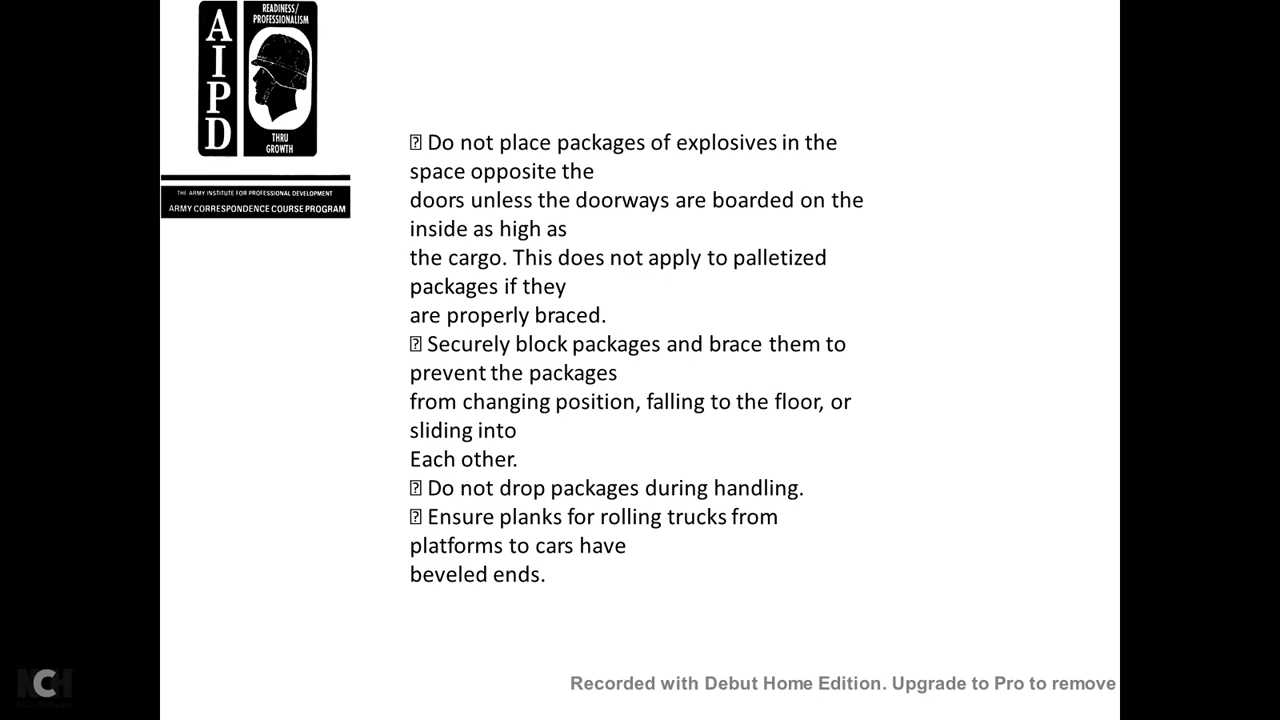 A
I
P
D
READINESS/
PROFESSIONALISM
THRU
GROWTH
THE ARMY INSTITUTE FOR PROFESSIONAL DEVELOPMENT
ARMY CORRESPONDENCE COURSE PROGRAM
⍰ Do not place packages of explosives in the
space opposite the
doors unless the doorways are boarded on the
inside as high as
the cargo. This does not apply to palletized
packages if they
are properly braced.
⍰ Securely block packages and brace them to
prevent the packages
from changing position, falling to the floor, or
sliding into
Each other.
⍰ Do not drop packages during handling.
⍰ Ensure planks for rolling trucks from
platforms to cars have
beveled ends.
NCH
NCH Software
Recorded with Debut Home Edition. Upgrade to Pro to remove